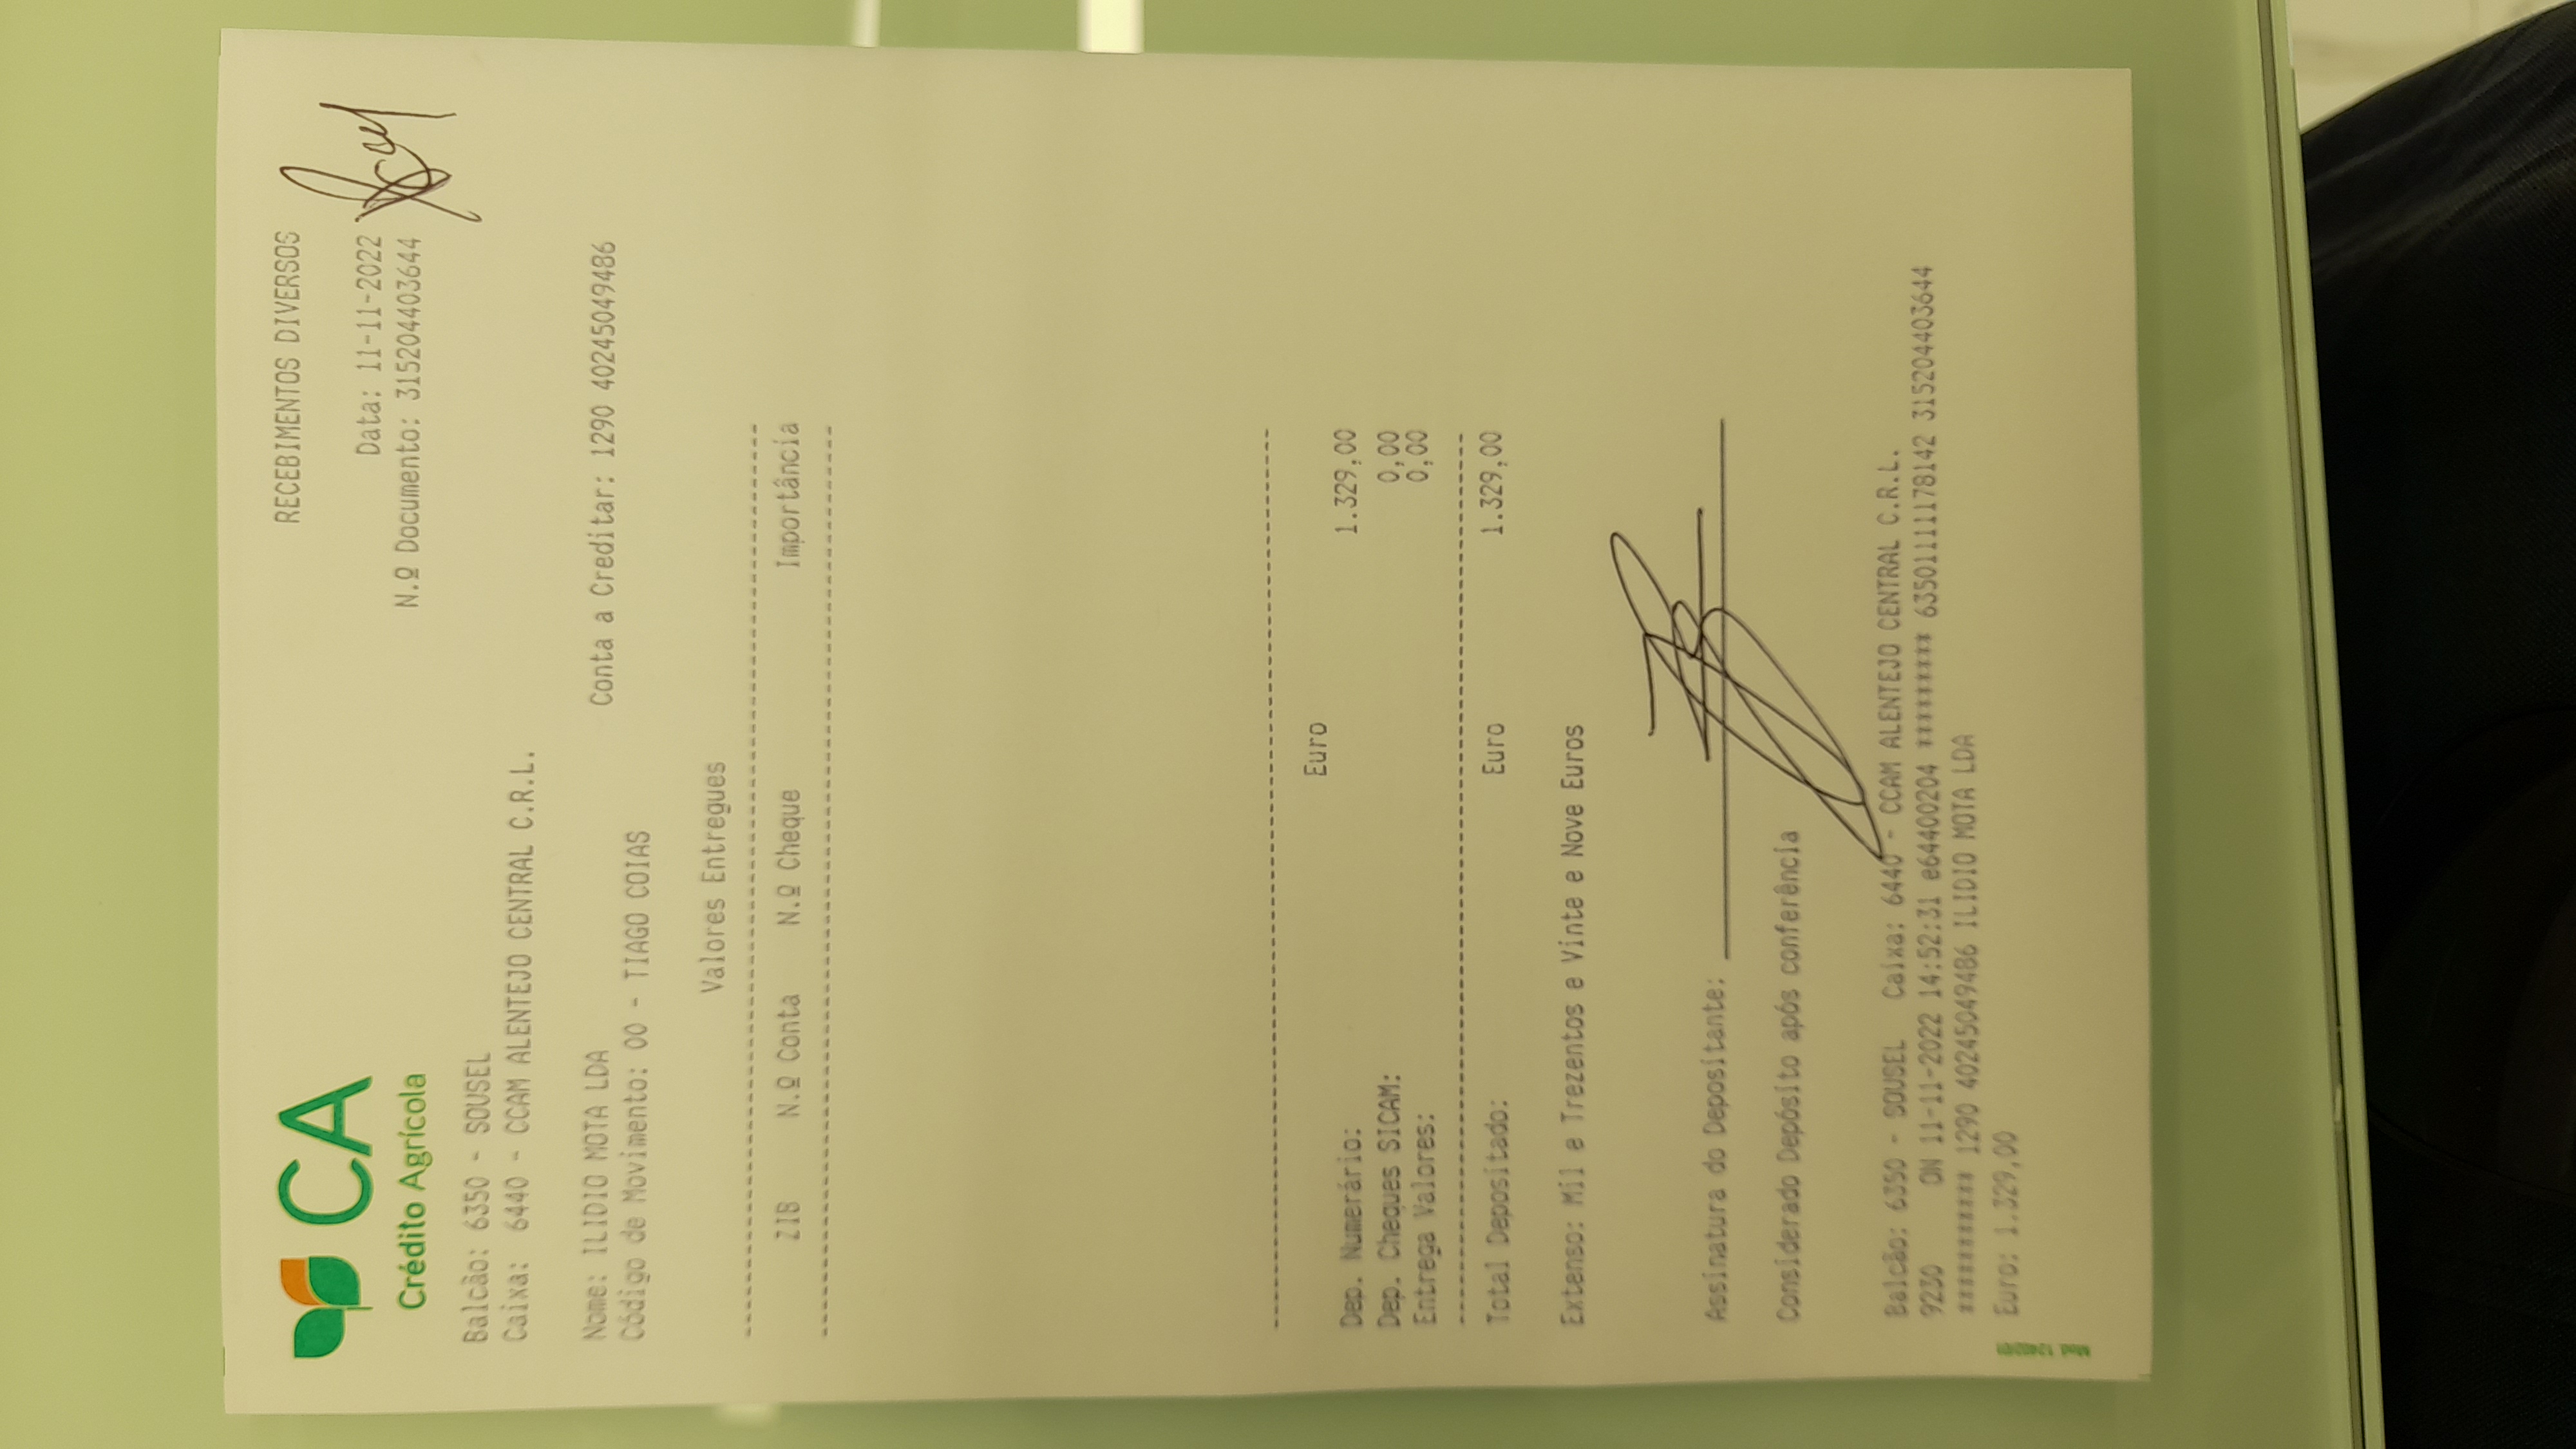 CA
Crédito Agrícola
RECEBIMENTOS DIVERSOS
Data: 11-11-2022
N.º Documento: 315204403644
Balcão: 6350 - SOUSEL
Caixa: 6440 - CCAM ALENTEJO CENTRAL C.R.L.
Nome: ILIDIO MOTA LDA
Conta a Creditar: 1290 40245049486
Código de Movimento: 00 - TIAGO COIAS
Valores Entregues
ZIB N.º Conta N.º Cheque Importância
Euro
Dep. Numerário: 1.329,00
Dep. Cheques SICAM: 0,00
Entrega Valores: 0,00
Total Depositado: Euro 1.329,00
Extenso: Mil e Trezentos e Vinte e Nove Euros
Assinatura do Depositante:
Considerado Depósito após conferência
Balcão: 6350 - SOUSEL Caixa: 6440 - CCAM ALENTEJO CENTRAL C.R.L.
9230 ON 11-11-2022 14:52:31 e64400204 ******** 635011111178142 315204403644
*********** 1290 40245049486 ILIDIO MOTA LDA
Euro: 1.329,00